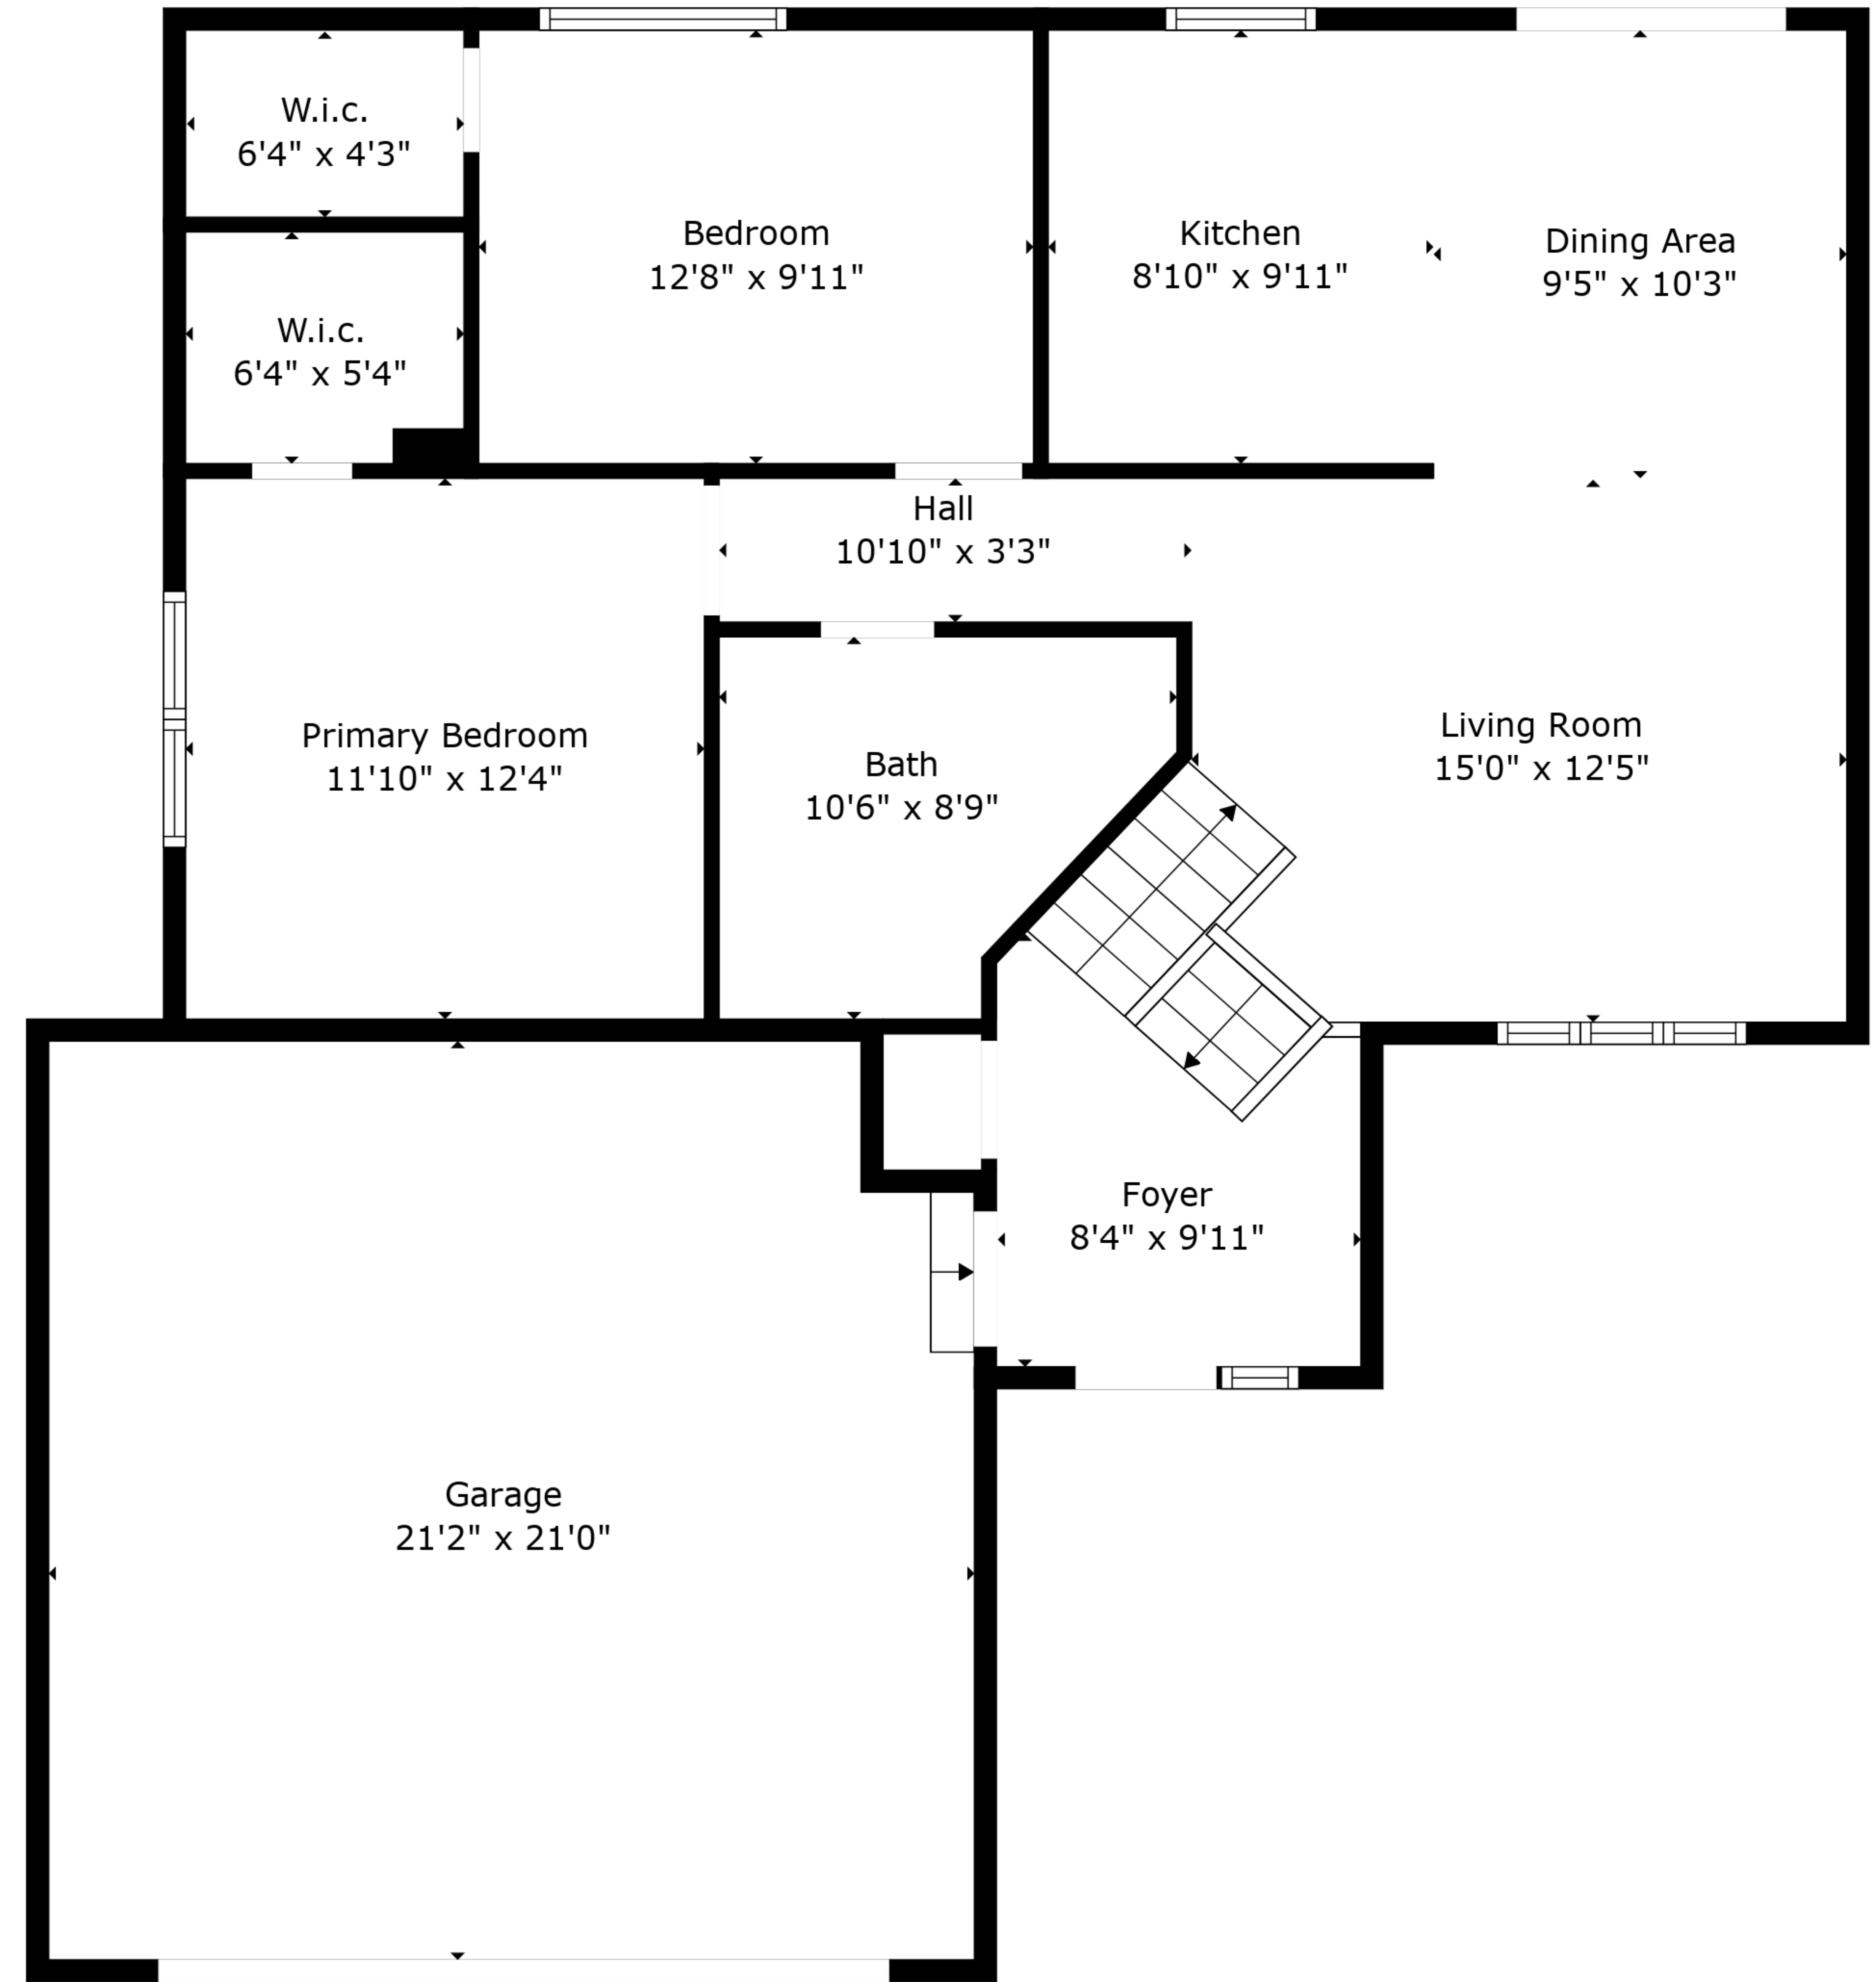 W.i.c.
6'4" x 4'3"
Bedroom
12'8" x 9'11"
Kitchen
8'10" x 9'11"
Dining Area
9'5" x 10'3"
W.i.c.
6'4" x 5'4"
Hall
10'10" x 3'3"
Primary Bedroom
11'10" x 12'4"
Bath
10'6" x 8'9"
Living Room
15'0" x 12'5"
Foyer
8'4" x 9'11"
Garage
21'2" x 21'0"